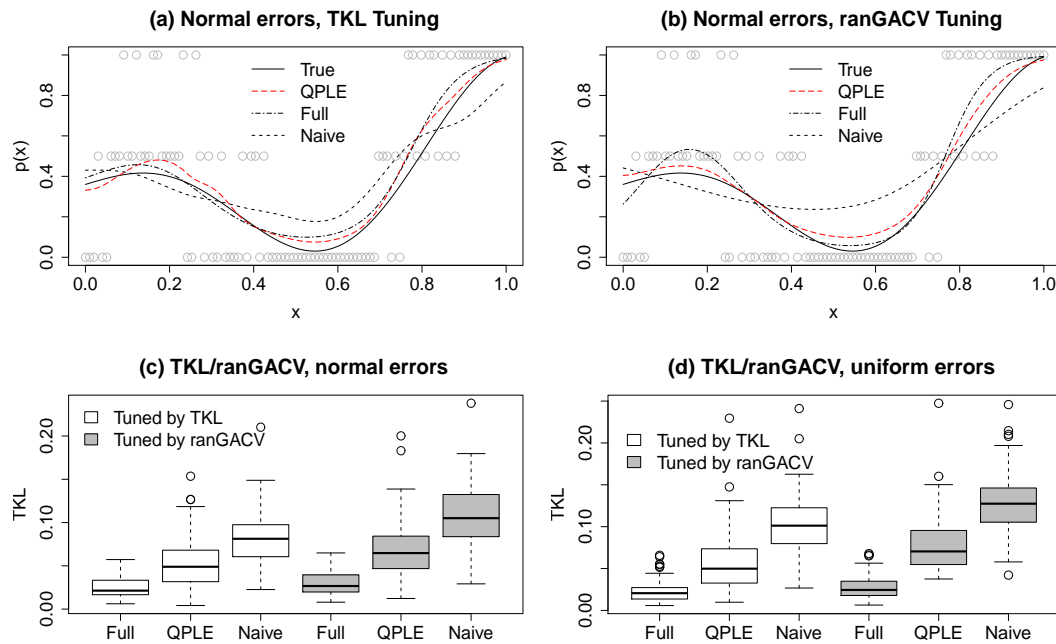 (a) Normal errors, TKL Tuning
p(x)
0.0 0.4 0.8
True
QPLE
Full
Naive
0.0 0.2 0.4 0.6 0.8 1.0
x
(b) Normal errors, ranGACV Tuning
p(x)
0.0 0.4 0.8
True
QPLE
Full
Naive
0.0 0.2 0.4 0.6 0.8 1.0
x
(c) TKL/ranGACV, normal errors
TKL
0.00 0.10 0.20
Tuned by TKL
Tuned by ranGACV
Full QPLE Naive Full QPLE Naive
(d) TKL/ranGACV, uniform errors
TKL
0.00 0.10 0.20
Tuned by TKL
Tuned by ranGACV
Full QPLE Naive Full QPLE Naive